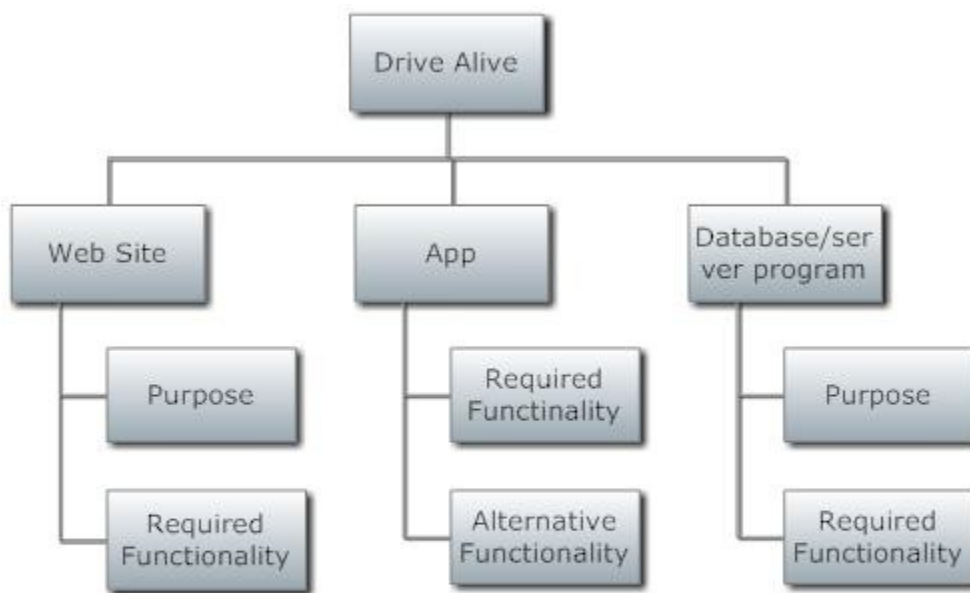 Drive Alive
Web Site
App
Database/ser
ver program
Purpose
Required
Functinality
Purpose
Required
Functionality
Alternative
Functionality
Required
Functionality